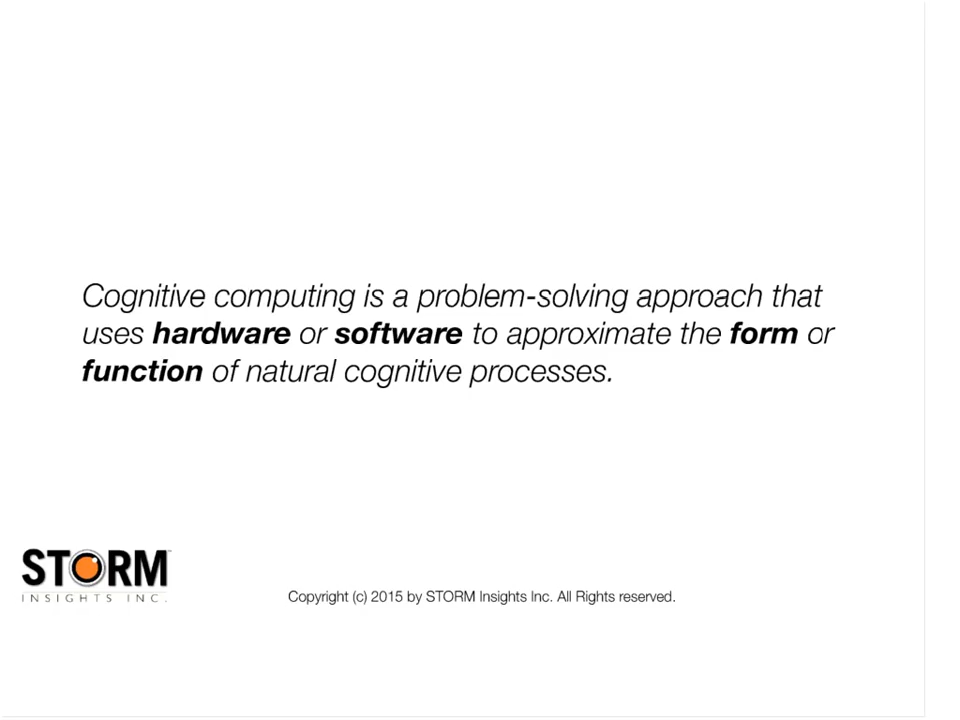 Cognitive computing is a problem-solving approach that
uses hardware or software to approximate the form or
function of natural cognitive processes.
STORM
INSIGHTS INC.
Copyright (c) 2015 by STORM Insights Inc. All Rights reserved.